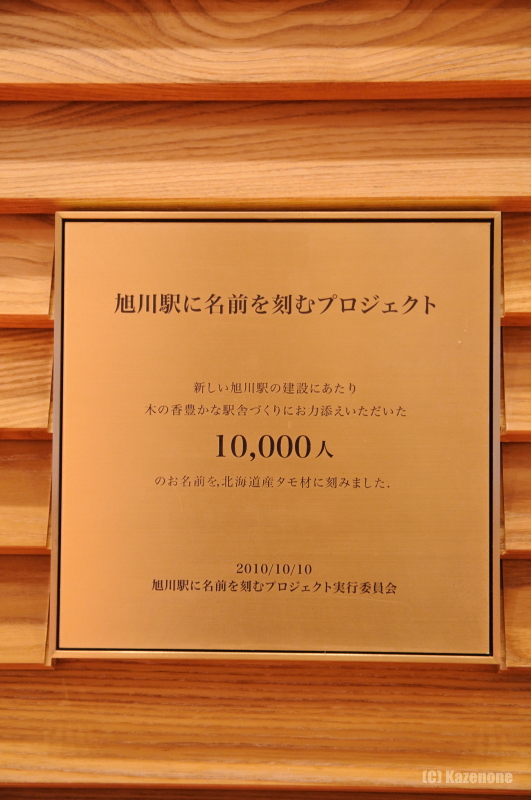 旭川駅に名前を刻むプロジェクト
新しい旭川駅の建設にあたり
木の香豊かな駅舎づくりにお力添えいただいた
10,000人
のお名前を,北海道産タモ材に刻みました.
2010/10/10
旭川駅に名前を刻むプロジェクト実行委員会
(C) Kazenone